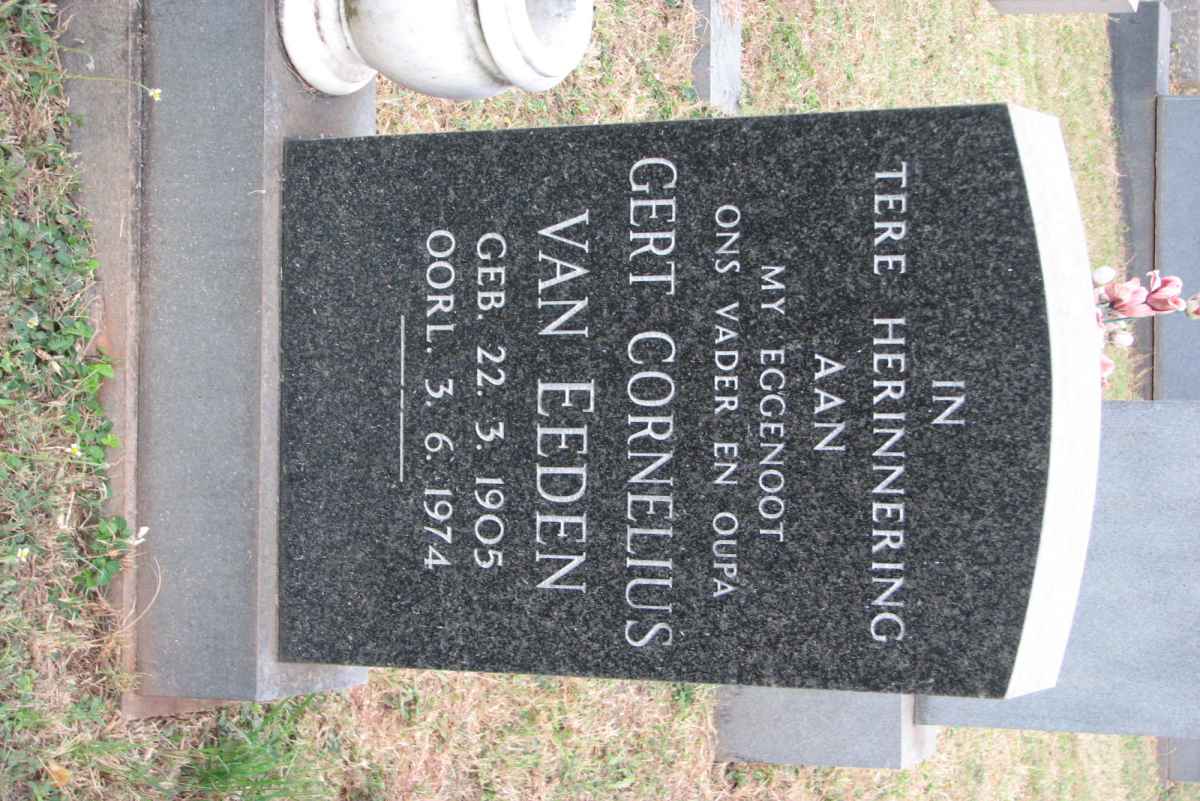 IN
TERE HERINNERING
AAN
MY EGGENOOT
ONS VADER EN OUPA
GERT CORNELIUS
VAN EEDEN
GEB. 22. 3. 1905
OORL. 3. 6. 1974